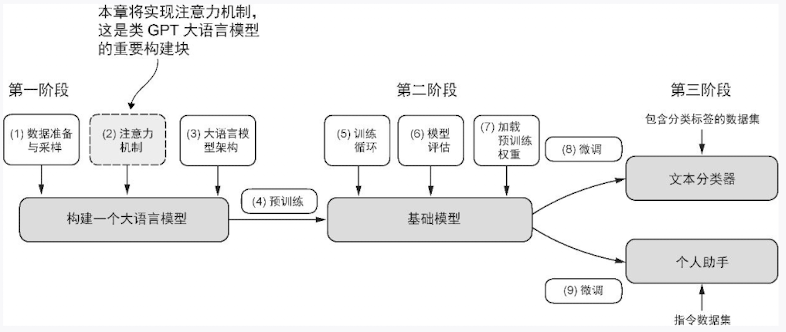 本章将实现注意力机制，
这是类 GPT 大语言模型
的重要构建块
第一阶段
第二阶段
第三阶段
(1) 数据准备
与采样
(2) 注意力
机制
(3) 大语言模
型架构
(5) 训练
循环
(6) 模型
评估
(7) 加载
预训练
权重
(8) 微调
包含分类标签的数据集
文本分类器
构建一个大语言模型
(4) 预训练
基础模型
个人助手
(9) 微调
指令数据集